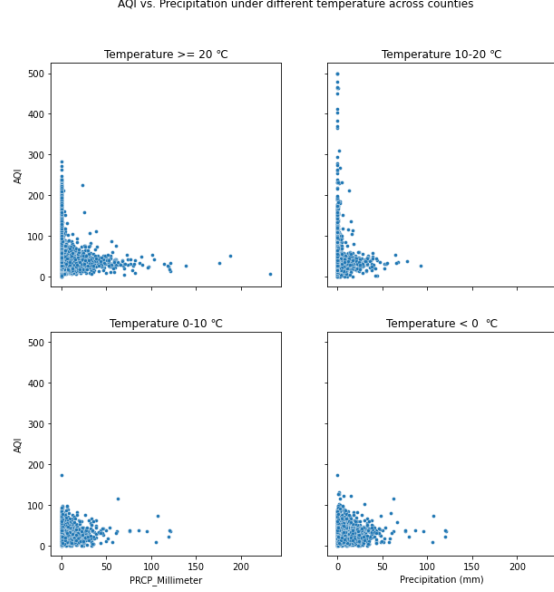 AQI vs. Precipitation under different temperature across counties
Temperature >= 20 ℃
Temperature 10-20 ℃
500
400
300
200
100
0
AQI
Temperature 0-10 ℃
Temperature < 0 ℃
500
400
300
200
100
0
AQI
0 50 100 150 200
0 50 100 150 200
PRCP_Millimeter
Precipitation (mm)